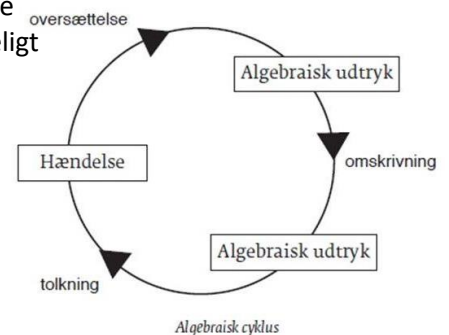 oversættelse
Algebraisk udtryk
omskrivning
Hændelse
Algebraisk udtryk
tolkning
Algebraisk cyklus